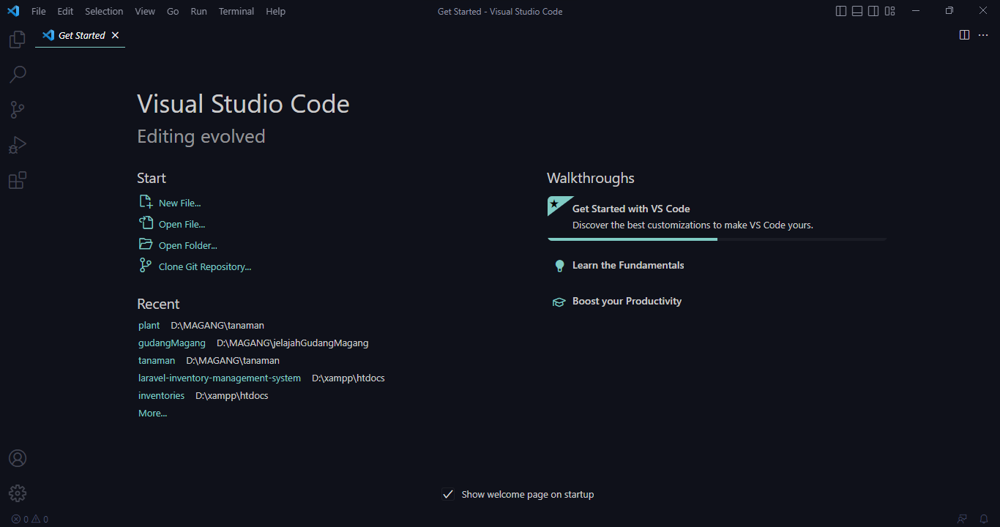 File Edit Selection View Go Run Terminal Help
Get Started - Visual Studio Code
Get Started
Visual Studio Code
Editing evolved
Start
New File...
Open File...
Open Folder...
Clone Git Repository...
Recent
plant D:\MAGANG\tanaman
gudangMagang D:\MAGANG\jelajahGudangMagang
tanaman D:\MAGANG\tanaman
laravel-inventory-management-system D:\xampp\htdocs
inventories D:\xampp\htdocs
More...
Walkthroughs
Get Started with VS Code
Discover the best customizations to make VS Code yours.
Learn the Fundamentals
Boost your Productivity
Show welcome page on startup
0 0